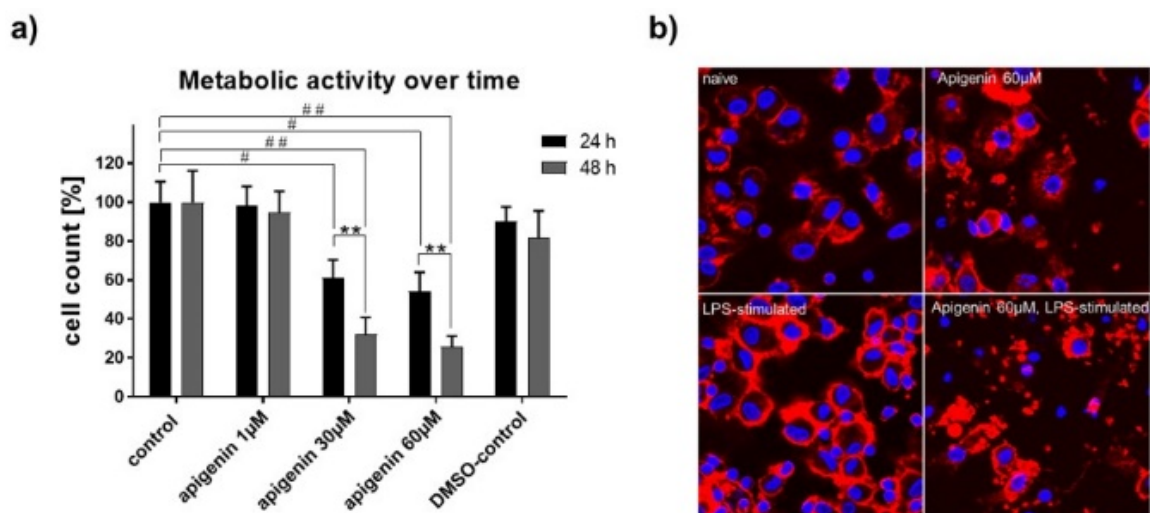 a)
Metabolic activity over time
# #
#
# #
#
24 h
48 h
**
**
cell count [%]
120
100
80
60
40
20
0
control
apigenin 1μM
apigenin 30μM
apigenin 60μM
DMSO-control
b)
naive
Apigenin 60μM
LPS-stimulated
Apigenin 60μM, LPS-stimulated